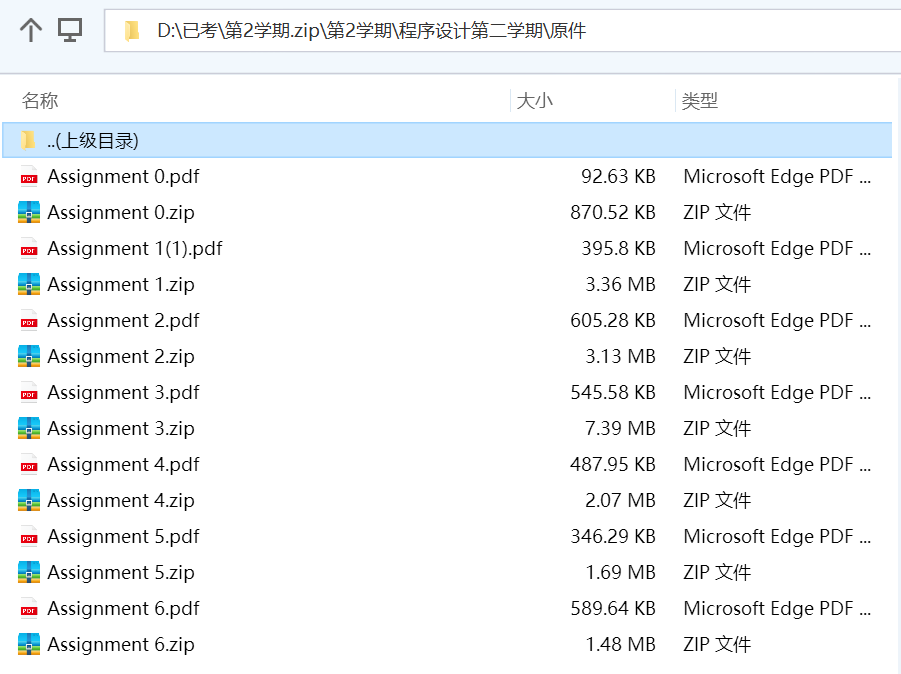 D:\已考\第2学期.zip\第2学期\程序设计第二学期\原件
名称 大小 类型
..(上级目录)
Assignment 0.pdf 92.63 KB Microsoft Edge PDF ...
Assignment 0.zip 870.52 KB ZIP 文件
Assignment 1(1).pdf 395.8 KB Microsoft Edge PDF ...
Assignment 1.zip 3.36 MB ZIP 文件
Assignment 2.pdf 605.28 KB Microsoft Edge PDF ...
Assignment 2.zip 3.13 MB ZIP 文件
Assignment 3.pdf 545.58 KB Microsoft Edge PDF ...
Assignment 3.zip 7.39 MB ZIP 文件
Assignment 4.pdf 487.95 KB Microsoft Edge PDF ...
Assignment 4.zip 2.07 MB ZIP 文件
Assignment 5.pdf 346.29 KB Microsoft Edge PDF ...
Assignment 5.zip 1.69 MB ZIP 文件
Assignment 6.pdf 589.64 KB Microsoft Edge PDF ...
Assignment 6.zip 1.48 MB ZIP 文件